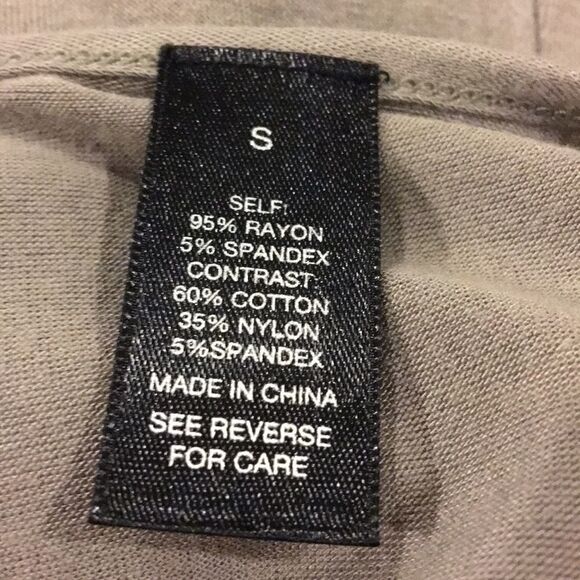 S
SELF:
95% RAYON
5% SPANDEX
CONTRAST
60% COTTON
35% NYLON
5%SPANDEX
MADE IN CHINA
SEE REVERSE
FOR CARE